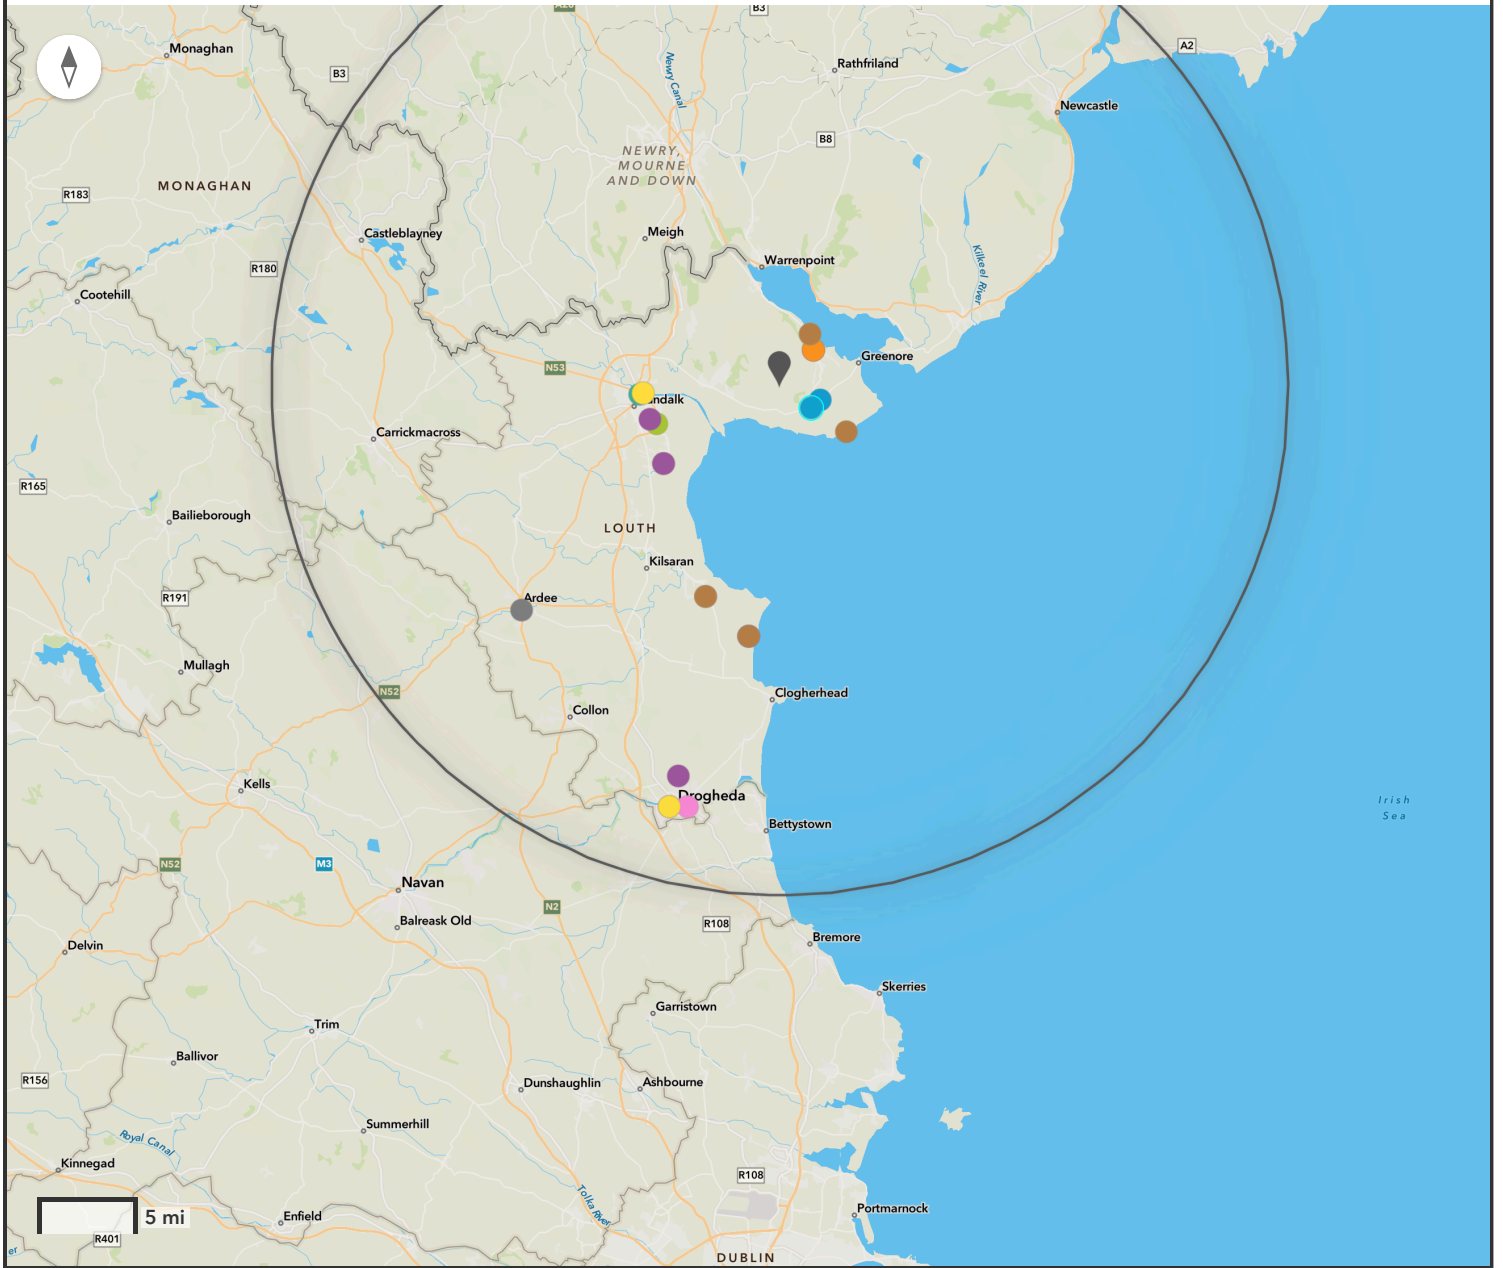 A28
B3
A2
Monaghan
B3
Rathfriland
Newry Canal
Newcastle
B8
NEWRY,
MOURNE
AND DOWN
MONAGHAN
R183
Castleblayney
Meigh
Warrenpoint
R180
Kilkeel River
Cootehill
Greenore
N53
ndalk
Carrickmacross
R165
Bailieborough
LOUTH
Kilsaran
R191
Ardee
Mullagh
N52
Clogherhead
Collon
Kells
Drogheda
Irish
Sea
Bettystown
N52
M3
Navan
N2
Balreask Old
R108
Delvin
Bremore
Skerries
Garristown
Trim
Ballivor
R156
Dunshaughlin
Ashbourne
Summerhill
Royal Canal
Kinnegad
R108
Tolka River
5 mi
Enfield
Portmarnock
R401
er
DUBLIN